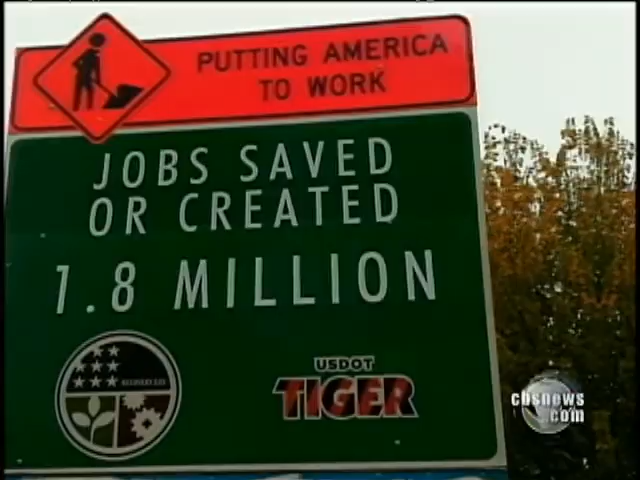 PUTTING AMERICA
TO WORK
JOBS SAVED
OR CREATED
1.8 MILLION
USDOT
TIGER
cbsnews
.com